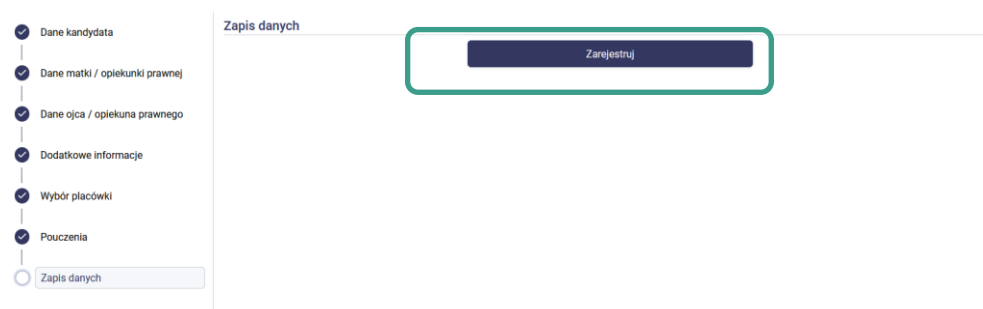 Dane kandydata
Dane matki / opiekunki prawnej
Dane ojca / opiekuna prawnego
Dodatkowe informacje
Wybór placówki
Pouczenia
Zapis danych
Zapis danych
Zarejestruj